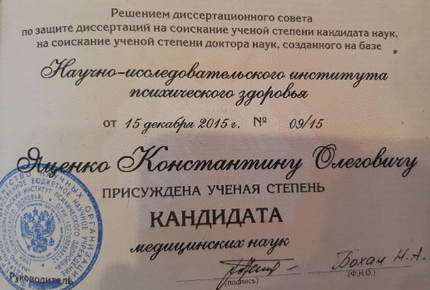 Решением диссертационного совета
по защите диссертаций на соискание ученой степени кандидата наук,
на соискание ученой степени доктора наук, созданного на базе
Научно-исследовательского института
психического здоровья
от 15 декабря 2015 г. № 09/15
Ященко Константину Олеговичу
ПРИСУЖДЕНА УЧЕНАЯ СТЕПЕНЬ
КАНДИДАТА
медицинских наук
Руководитель Бохан Н.А.
(подпись) (Ф.И.О.)